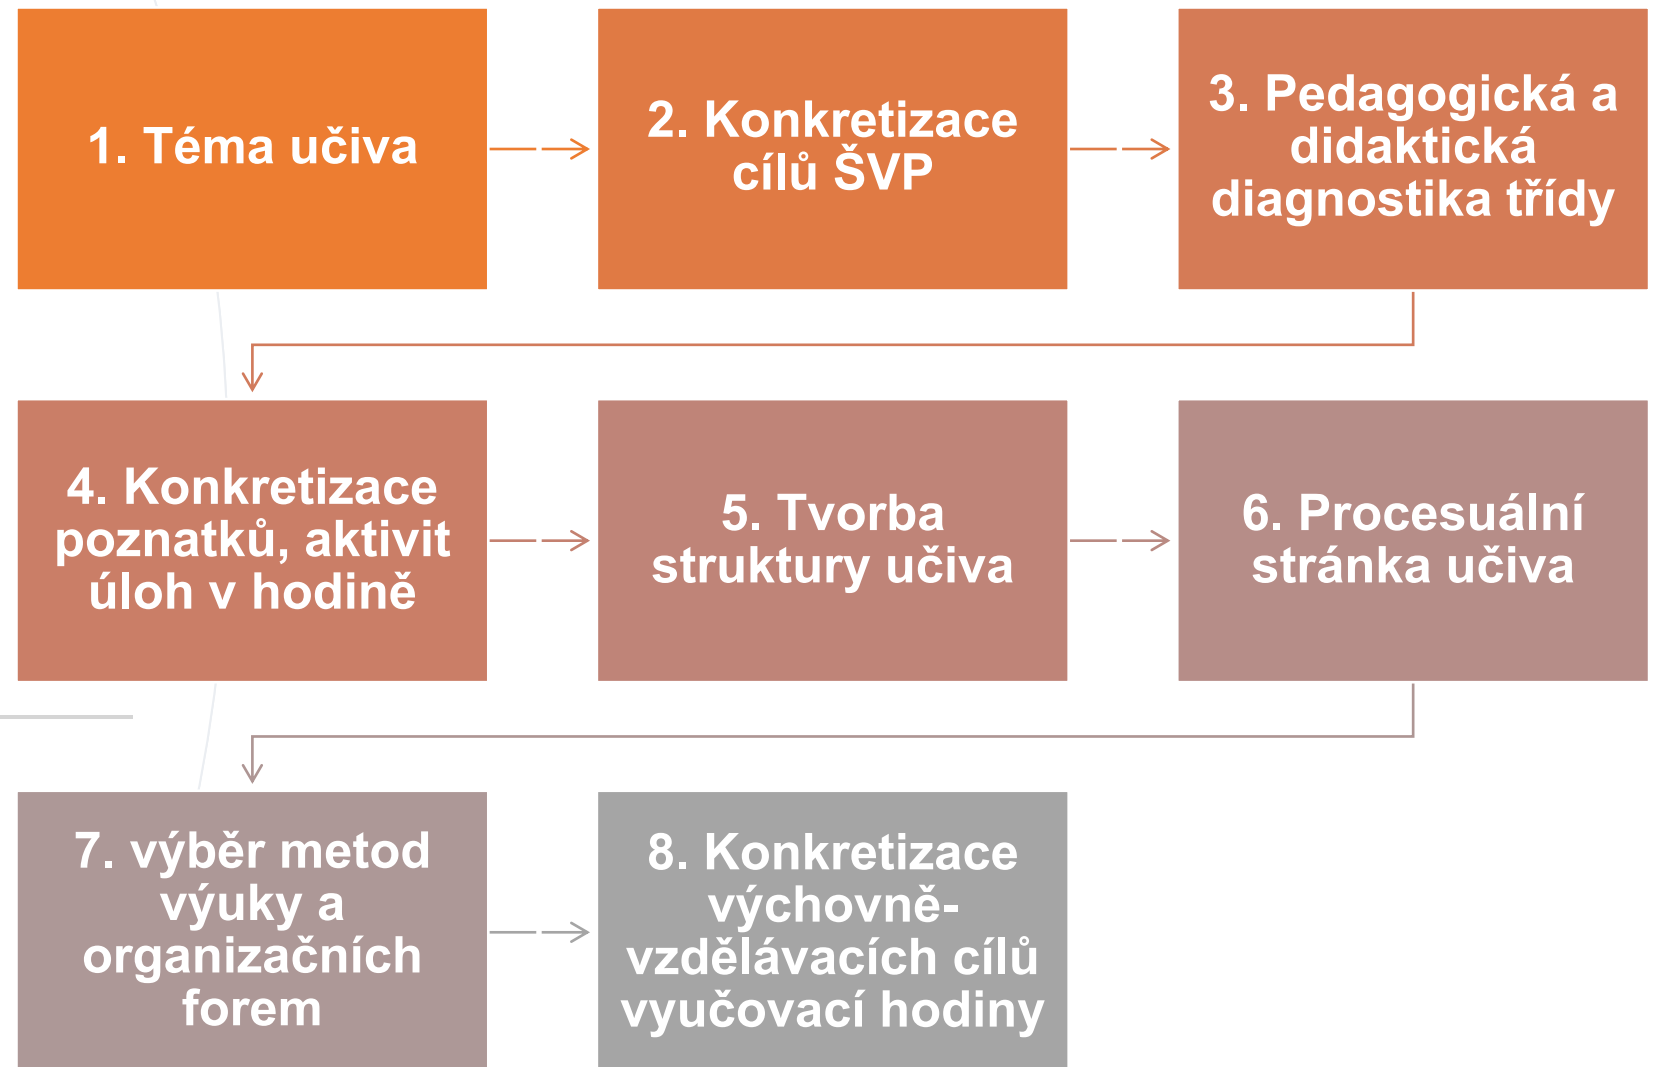 1. Téma učiva
2. Konkretizace
cílů ŠVP
3. Pedagogická a
didaktická
diagnostika třídy
4. Konkretizace
poznatků, aktivit
úloh v hodině
5. Tvorba
struktury učiva
6. Procesuální
stránka učiva
7. výběr metod
výuky a
organizačních
forem
8. Konkretizace
výchovně-
vzdělávacích cílů
vyučovací hodiny